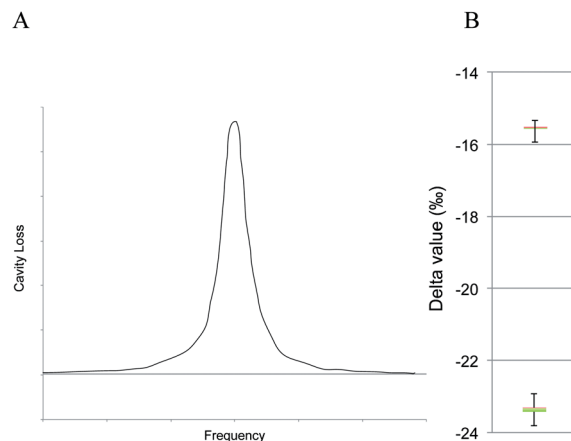 A
B
Cavity Loss
Frequency
Delta value (‰)
-14
-16
-18
-20
-22
-24